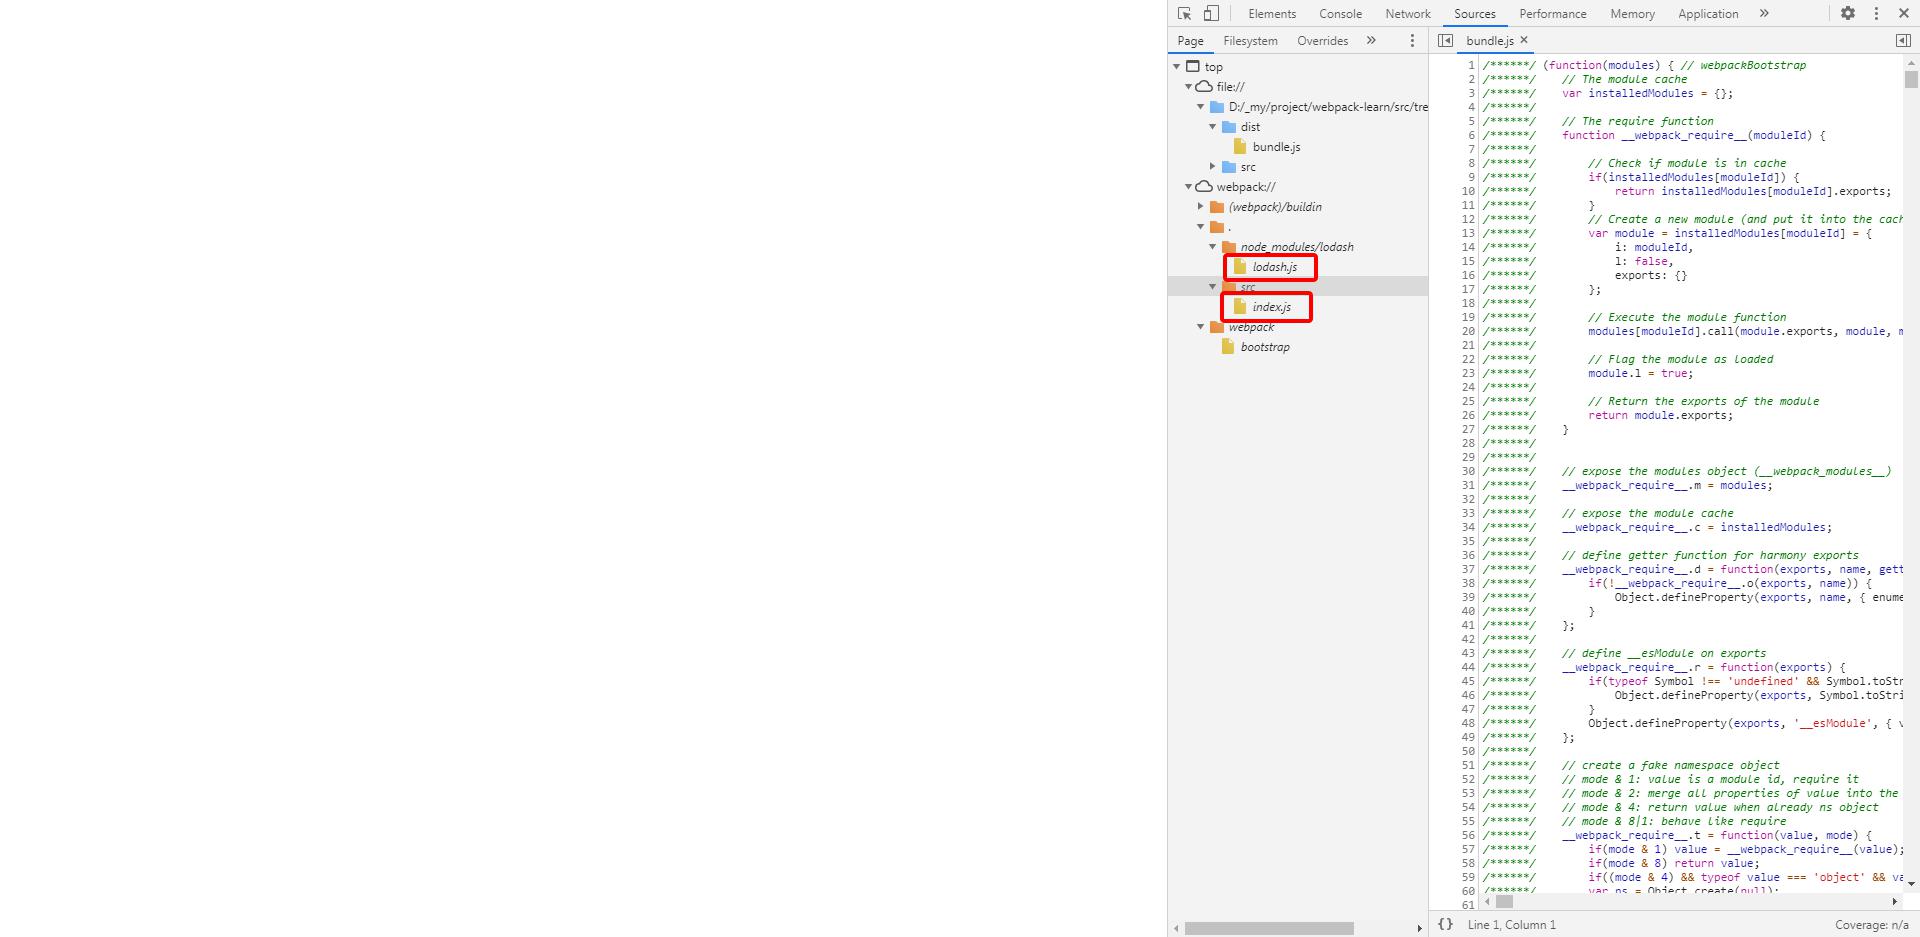 Elements Console Network Sources Performance Memory Application
Page Filesystem Overrides
bundle.js
top
file://
D:/_my/project/webpack-learn/src/tre
dist
bundle.js
src
webpack://
(webpack)/buildin
.
node_modules/lodash
lodash.js
src
index.js
webpack
bootstrap
1 /******/ (function(modules) { // webpackBootstrap
2 /******/ // The module cache
3 /******/ var installedModules = {};
4 /******/
5 /******/ // The require function
6 /******/ function __webpack_require__(moduleId) {
7 /******/
8 /******/ // Check if module is in cache
9 /******/ if(installedModules[moduleId]) {
10 /******/ return installedModules[moduleId].exports;
11 /******/ }
12 /******/ // Create a new module (and put it into the cach
13 /******/ var module = installedModules[moduleId] = {
14 /******/ i: moduleId,
15 /******/ l: false,
16 /******/ exports: {}
17 /******/ };
18 /******/
19 /******/ // Execute the module function
20 /******/ modules[moduleId].call(module.exports, module, m
21 /******/
22 /******/ // Flag the module as loaded
23 /******/ module.l = true;
24 /******/
25 /******/ // Return the exports of the module
26 /******/ return module.exports;
27 /******/ }
28 /******/
29 /******/
30 /******/ // expose the modules object (__webpack_modules__)
31 /******/ __webpack_require__.m = modules;
32 /******/
33 /******/ // expose the module cache
34 /******/ __webpack_require__.c = installedModules;
35 /******/
36 /******/ // define getter function for harmony exports
37 /******/ __webpack_require__.d = function(exports, name, gett
38 /******/ if(!__webpack_require__.o(exports, name)) {
39 /******/ Object.defineProperty(exports, name, { enume
40 /******/ }
41 /******/ };
42 /******/
43 /******/ // define __esModule on exports
44 /******/ __webpack_require__.r = function(exports) {
45 /******/ if(typeof Symbol !== 'undefined' && Symbol.toStr
46 /******/ Object.defineProperty(exports, Symbol.toStri
47 /******/ }
48 /******/ Object.defineProperty(exports, '__esModule', { v
49 /******/ };
50 /******/
51 /******/ // create a fake namespace object
52 /******/ // mode & 1: value is a module id, require it
53 /******/ // mode & 2: merge all properties of value into the
54 /******/ // mode & 4: return value when already ns object
55 /******/ // mode & 8|1: behave like require
56 /******/ __webpack_require__.t = function(value, mode) {
57 /******/ if(mode & 1) value = __webpack_require__(value);
58 /******/ if(mode & 8) return value;
59 /******/ if((mode & 4) && typeof value === 'object' && va
60 /******/ var ns = Object.create(null);
61
{} Line 1, Column 1 Coverage: n/a